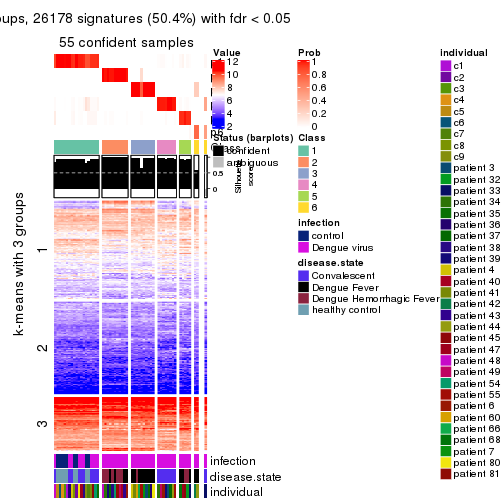 oups, 26178 signatures (50.4%) with fdr < 0.05
55 confident samples
k-means with 3 groups
1
2
3
Value
12
10
8
6
4
2
Prob
1
0.8
0.6
0.4
0.2
0
Status (barplots)
confident
ambiguous
0.5
0
Silhouette
score
Class
1
2
3
4
5
6
infection
control
Dengue virus
disease.state
Convalescent
Dengue Fever
Dengue Hemorrhagic Fever
healthy control
infection
disease.state
individual
individual
c1
c2
c3
c4
c5
c6
c7
c8
c9
patient 3
patient 32
patient 33
patient 34
patient 35
patient 36
patient 37
patient 38
patient 39
patient 4
patient 40
patient 41
patient 42
patient 43
patient 44
patient 45
patient 47
patient 48
patient 49
patient 54
patient 55
patient 6
patient 60
patient 66
patient 68
patient 7
patient 80
patient 81